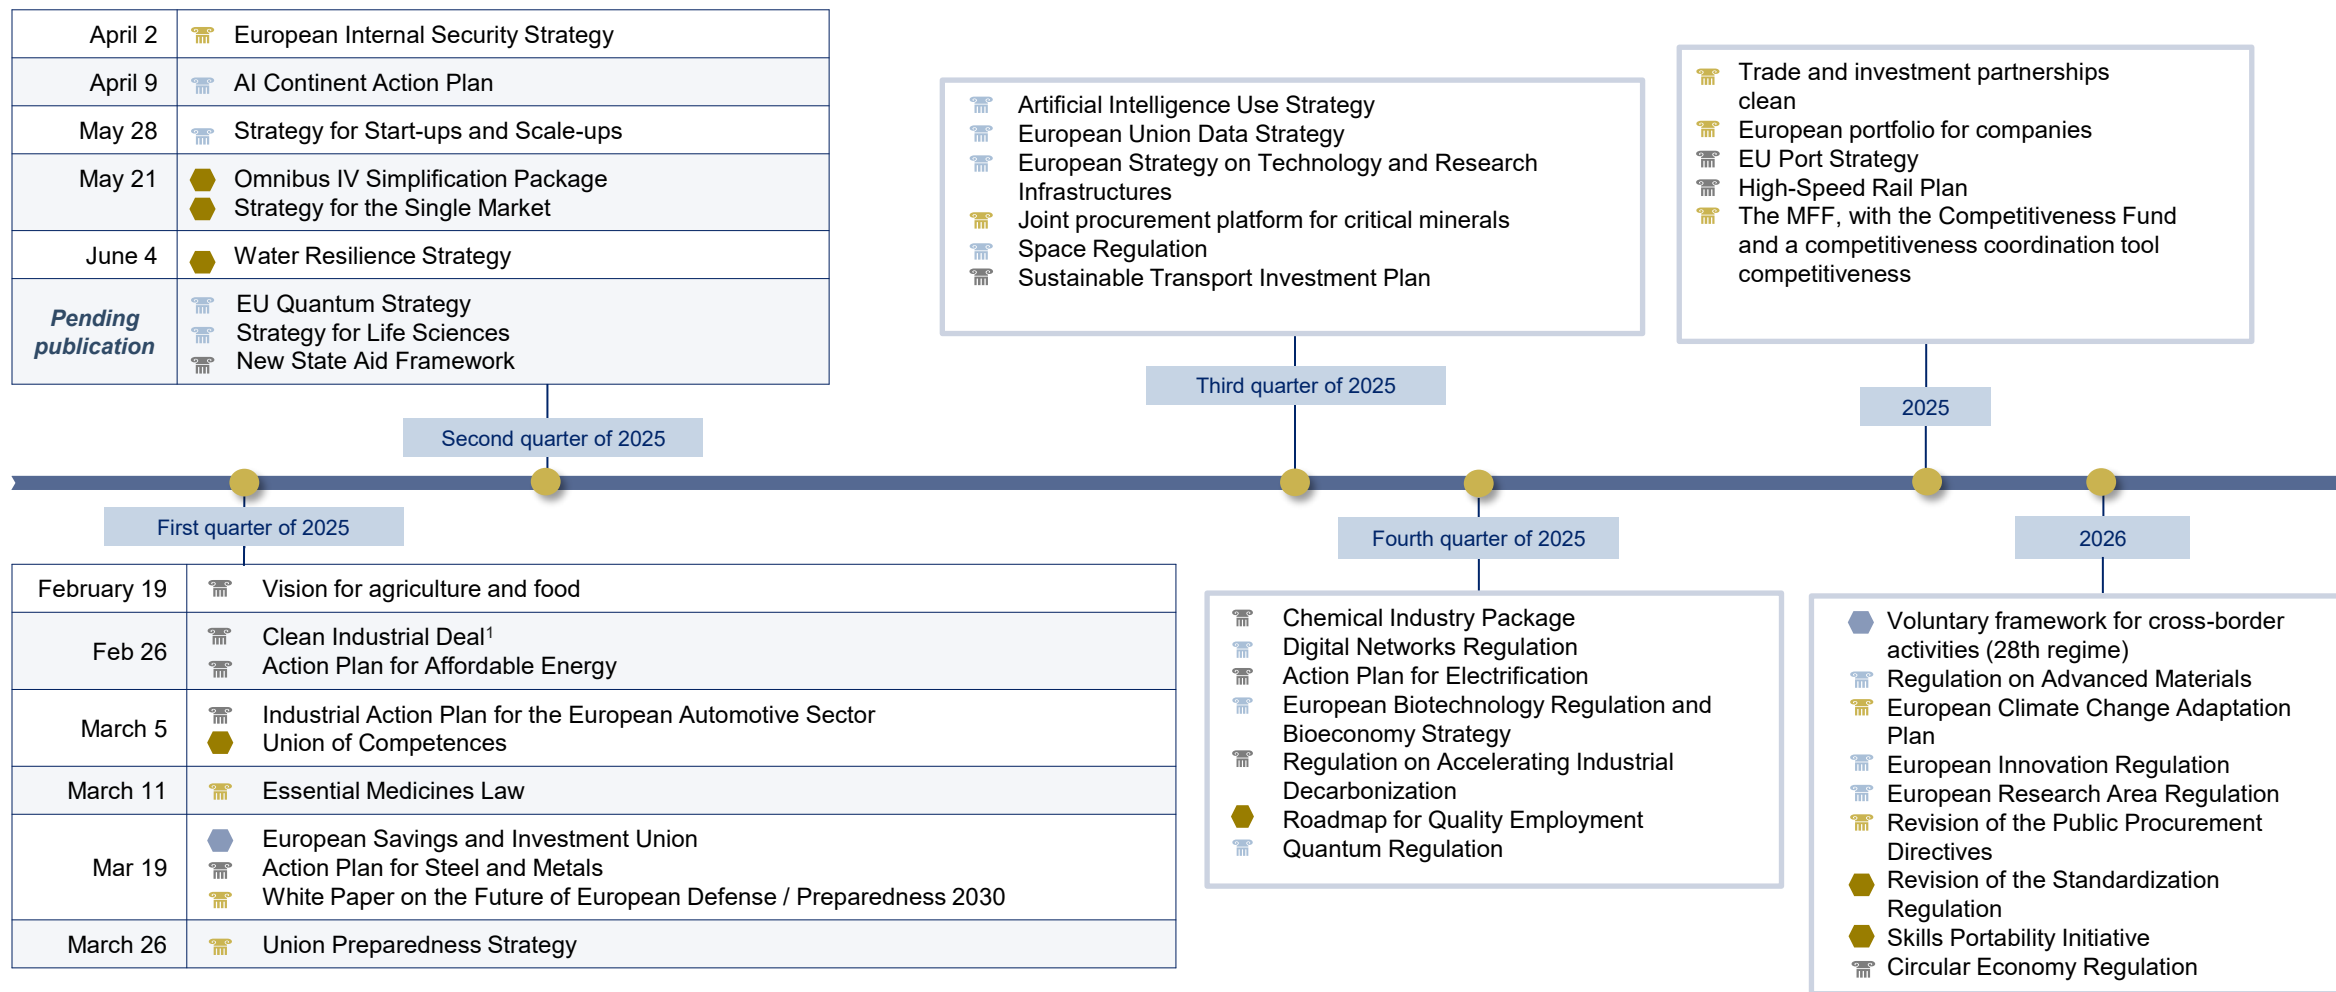 April 2
European Internal Security Strategy
April 9
AI Continent Action Plan
May 28
Strategy for Start-ups and Scale-ups
May 21
Omnibus IV Simplification Package
Strategy for the Single Market
June 4
Water Resilience Strategy
Pending
publication
EU Quantum Strategy
Strategy for Life Sciences
New State Aid Framework
Second quarter of 2025
Artificial Intelligence Use Strategy
European Union Data Strategy
European Strategy on Technology and Research
Infrastructures
Joint procurement platform for critical minerals
Space Regulation
Sustainable Transport Investment Plan
Third quarter of 2025
Trade and investment partnerships
clean
European portfolio for companies
EU Port Strategy
High-Speed Rail Plan
The MFF, with the Competitiveness Fund
and a competitiveness coordination tool
competitiveness
2025
First quarter of 2025
February 19
Vision for agriculture and food
Feb 26
Clean Industrial Deal¹
Action Plan for Affordable Energy
March 5
Industrial Action Plan for the European Automotive Sector
Union of Competences
March 11
Essential Medicines Law
Mar 19
European Savings and Investment Union
Action Plan for Steel and Metals
White Paper on the Future of European Defense / Preparedness 2030
March 26
Union Preparedness Strategy
Fourth quarter of 2025
Chemical Industry Package
Digital Networks Regulation
Action Plan for Electrification
European Biotechnology Regulation and
Bioeconomy Strategy
Regulation on Accelerating Industrial
Decarbonization
Roadmap for Quality Employment
Quantum Regulation
2026
Voluntary framework for cross-border
activities (28th regime)
Regulation on Advanced Materials
European Climate Change Adaptation
Plan
European Innovation Regulation
European Research Area Regulation
Revision of the Public Procurement
Directives
Revision of the Standardization
Regulation
Skills Portability Initiative
Circular Economy Regulation